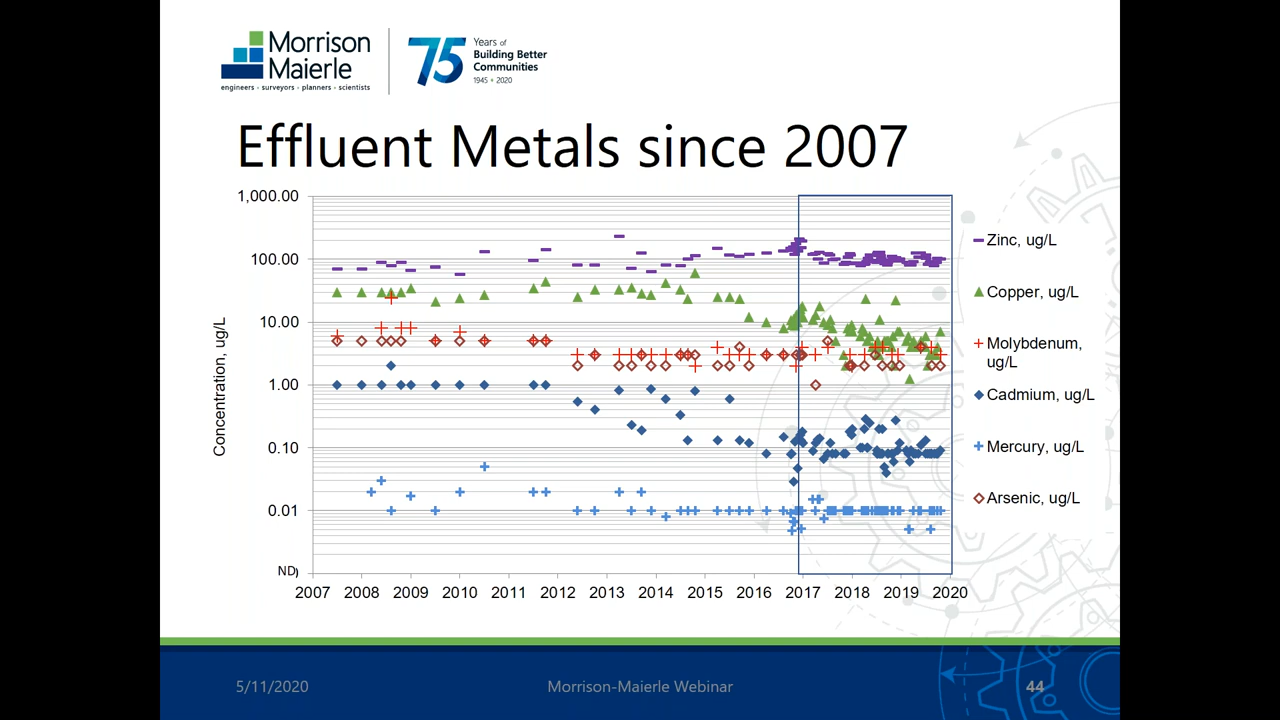 Morrison
Maierle
engineers - surveyors - planners - scientists
75
Years of
Building Better
Communities
1945 • 2020
Effluent Metals since 2007
1,000.00
100.00
10.00
1.00
0.10
0.01
ND
Concentration, ug/L
2007 2008 2009 2010 2011 2012 2013 2014 2015 2016 2017 2018 2019 2020
Zinc, ug/L
Copper, ug/L
Molybdenum,
ug/L
Cadmium, ug/L
Mercury, ug/L
Arsenic, ug/L
5/11/2020
Morrison-Maierle Webinar
44